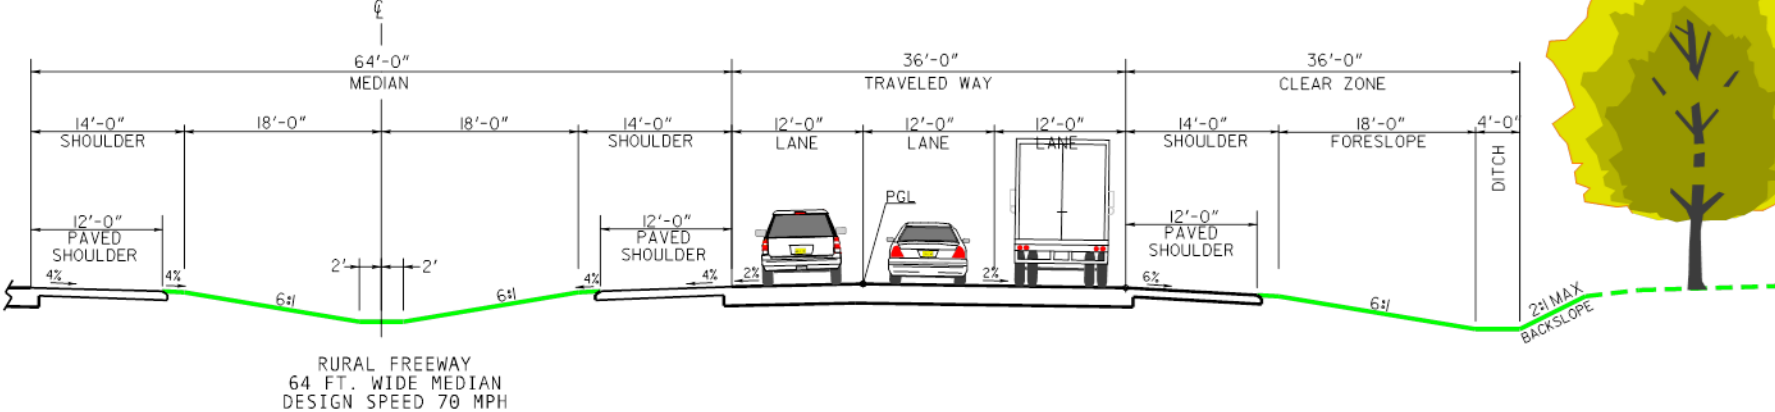 ℄
64'-0" 36'-0" 36'-0"
MEDIAN TRAVELED WAY CLEAR ZONE
14'-0" 18'-0" 18'-0" 14'-0" 12'-0" 12'-0" 12'-0" 14'-0" 18'-0" 4'-0"
SHOULDER SHOULDER LANE LANE LANE SHOULDER FORESLOPE
DITCH
PGL
12'-0" 12'-0" 12'-0"
PAVED PAVED PAVED
SHOULDER SHOULDER SHOULDER
2' 2'
4% 4% 4% 4% 2% 2% 6%
6:1 6:1 6:1
2:1 MAX
BACKSLOPE
RURAL FREEWAY
64 FT. WIDE MEDIAN
DESIGN SPEED 70 MPH